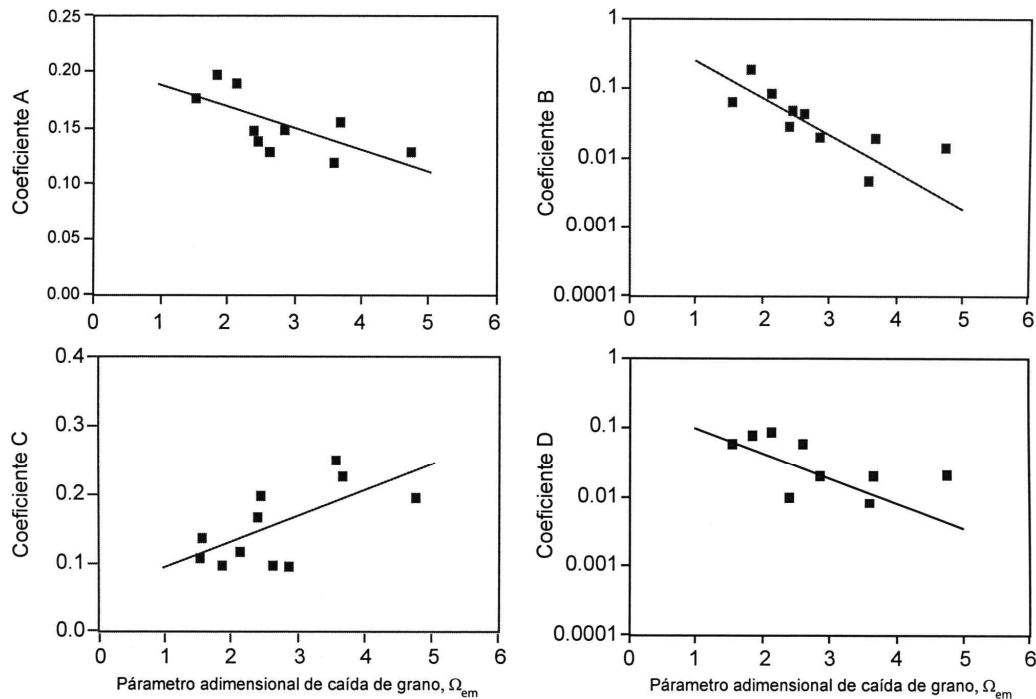 0.25
0.20
0.15
0.10
0.05
0.00
Coeficiente A
0 1 2 3 4 5 6
1
0.1
0.01
0.001
0.0001
Coeficiente B
0 1 2 3 4 5 6
0.4
0.3
0.2
0.1
0.0
Coeficiente C
0 1 2 3 4 5 6
Párametro adimensional de caída de grano, Ωem
1
0.1
0.01
0.001
0.0001
Coeficiente D
0 1 2 3 4 5 6
Párametro adimensional de caída de grano, Ωem